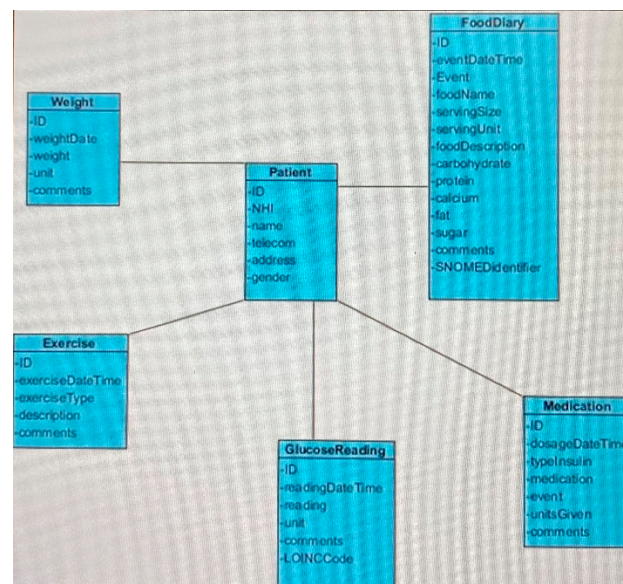 FoodDiary
-ID
-eventDateTime
-Event
-foodName
-servingSize
-servingUnit
-foodDescription
-carbohydrate
-protein
-calcium
-fat
-sugar
-comments
-SNOMEDidentifier
Weight
-ID
-weightDate
-weight
-unit
-comments
Patient
-ID
-NHI
-name
-telecom
-address
-gender
Exercise
-ID
-exerciseDateTime
-exerciseType
-description
-comments
GlucoseReading
-ID
-readingDateTime
-reading
-unit
-comments
-LOINCCode
Medication
-ID
-dosageDateTime
-typeInsulin
-medication
-event
-unitsGiven
-comments